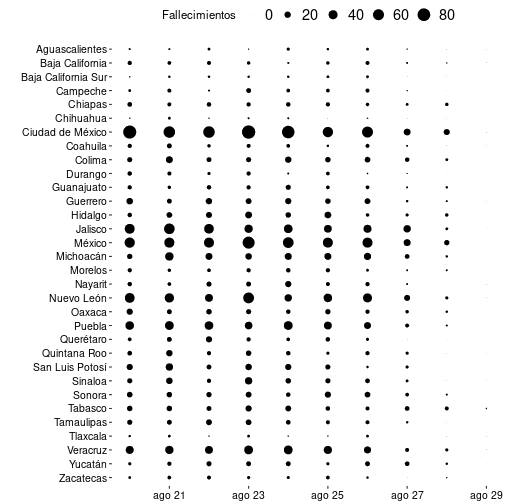 Fallecimientos 0 20 40 60 80
Aguascalientes
Baja California
Baja California Sur
Campeche
Chiapas
Chihuahua
Ciudad de México
Coahuila
Colima
Durango
Guanajuato
Guerrero
Hidalgo
Jalisco
México
Michoacán
Morelos
Nayarit
Nuevo León
Oaxaca
Puebla
Querétaro
Quintana Roo
San Luis Potosí
Sinaloa
Sonora
Tabasco
Tamaulipas
Tlaxcala
Veracruz
Yucatán
Zacatecas
ago 21 ago 23 ago 25 ago 27 ago 29